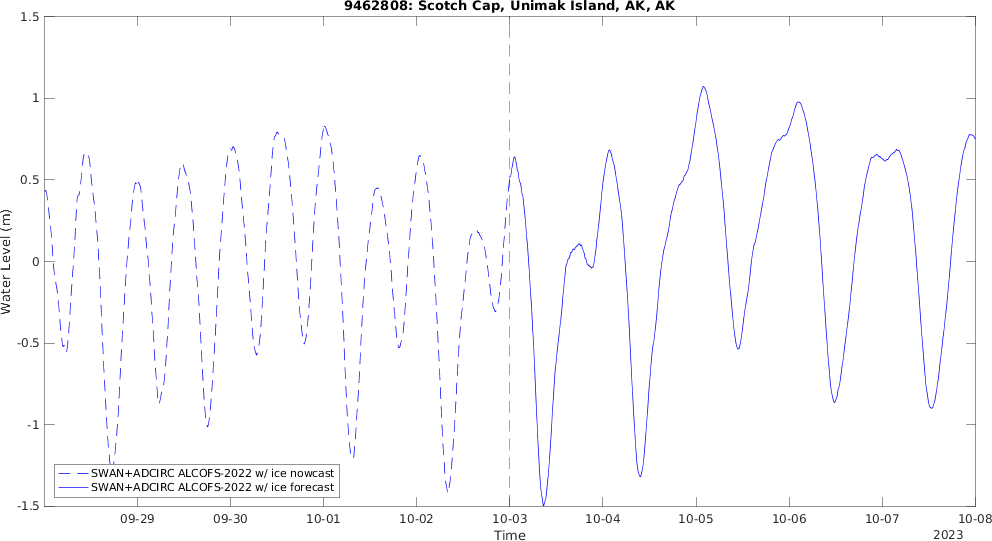 9462808: Scotch Cap, Unimak Island, AK, AK
Water Level (m)
1.5
1
0.5
0
-0.5
-1
-1.5
SWAN+ADCIRC ALCOFS-2022 w/ ice nowcast
SWAN+ADCIRC ALCOFS-2022 w/ ice forecast
09-29 09-30 10-01 10-02 10-03 10-04 10-05 10-06 10-07 10-08
Time
2023